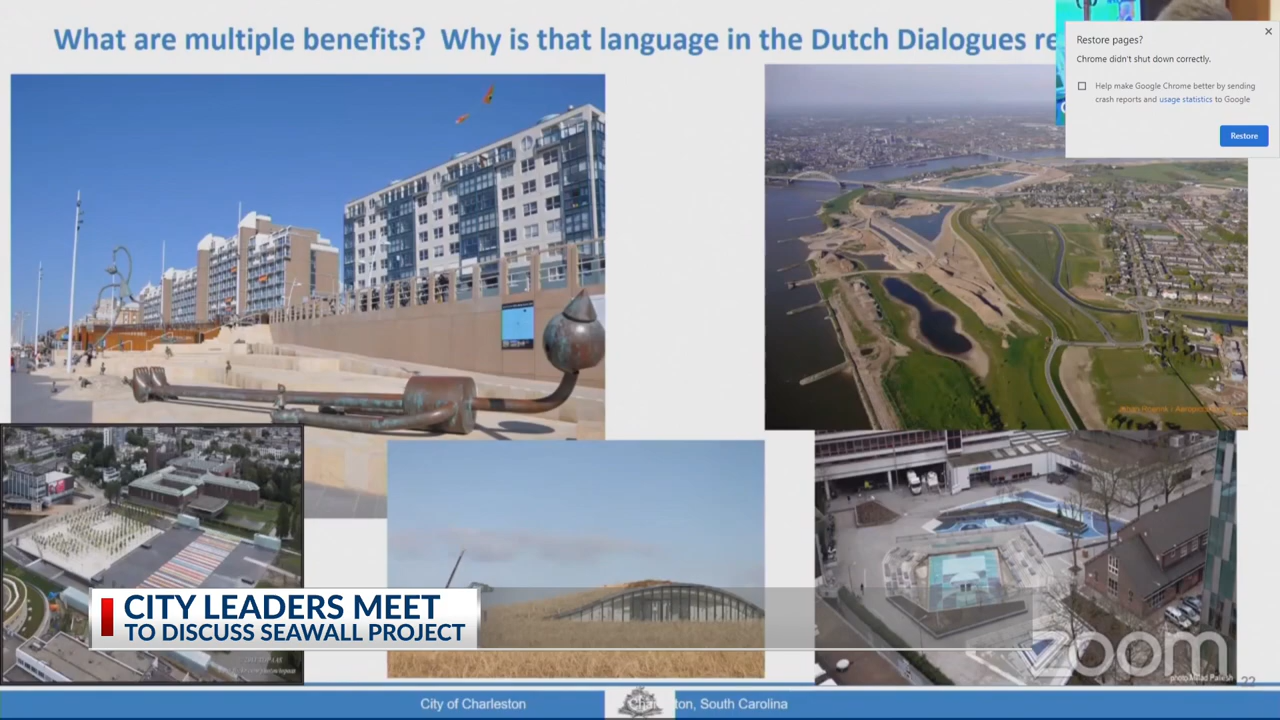 What are multiple benefits? Why is that language in the Dutch Dialogues re
Restore pages?
Chrome didn't shut down correctly.
Help make Google Chrome better by sending
crash reports and usage statistics to Google
Restore
CITY LEADERS MEET
TO DISCUSS SEAWALL PROJECT
zoom
22
City of Charleston
Charleston, South Carolina